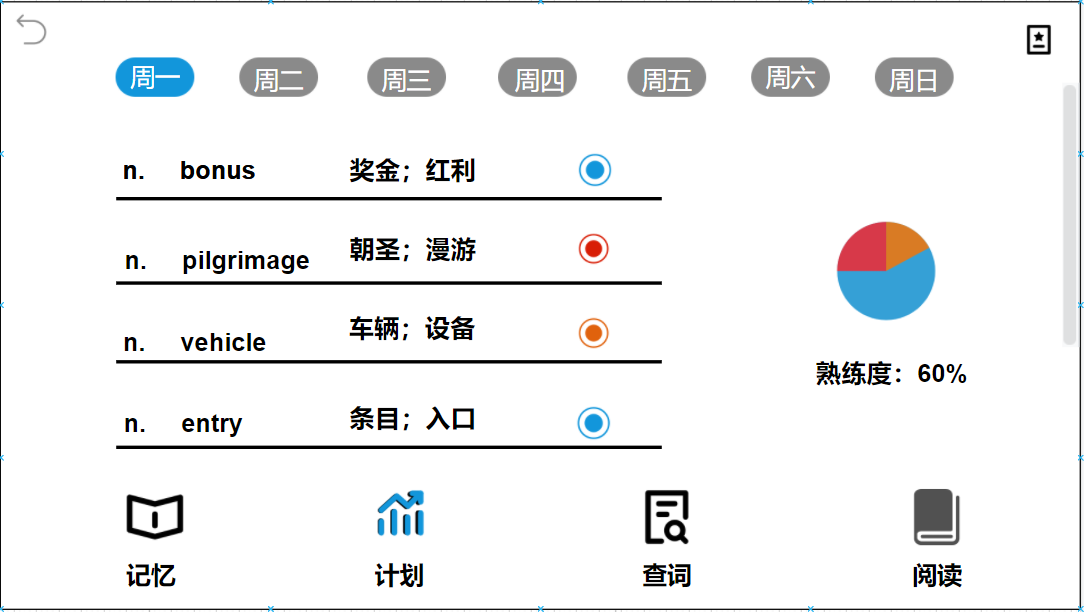 周一 周二 周三 周四 周五 周六 周日
n. bonus 奖金；红利
n. pilgrimage 朝圣；漫游
n. vehicle 车辆；设备
n. entry 条目；入口
熟练度：60%
记忆 计划 查词 阅读